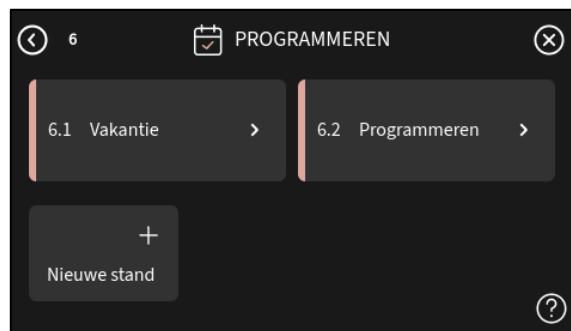 6 PROGRAMMEREN
6.1 Vakantie
6.2 Programmeren
Nieuwe stand
?